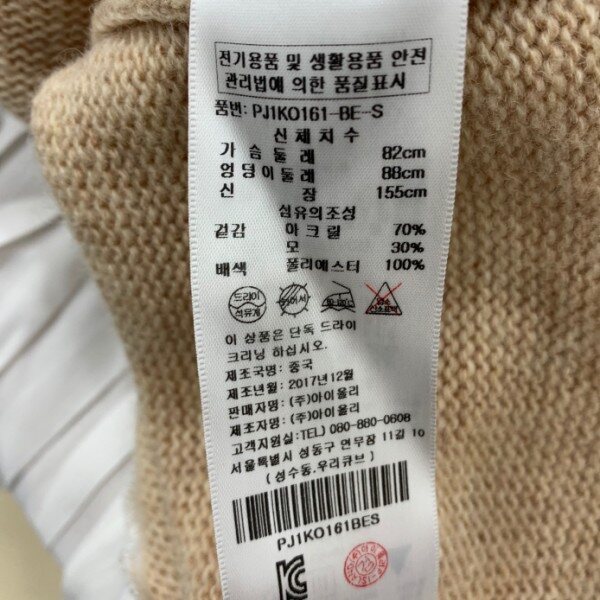 전기용품 및 생활용품 안전
관리법에 의한 품질표시
품번: PJ1KO161-BE-S
신체치수
가슴둘레 82cm
엉덩이둘레 88cm
신장 155cm
섬유의조성
겉감 아크릴 70%
모 30%
배색 폴리에스터 100%
드라이
석유계
이 상품은 단독 드라이
크리닝 하십시오.
제조국명: 중국
제조년월: 2017년12월
판매자명: (주)아이올리
제조자명: (주)아이올리
고객지원실:TEL) 080-880-0608
서울특별시 성동구 연무장 11길 10
(성수동,우리큐브)
PJ1KO161BES